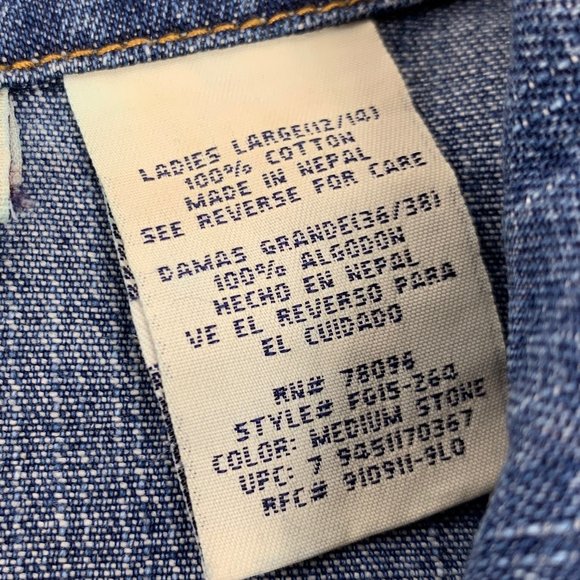 LADIES LARGE(12/14)
100% COTTON
MADE IN NEPAL
SEE REVERSE FOR CARE
DAMAS GRANDE(36/38)
100% ALGODON
HECHO EN NEPAL
VE EL REVERSO PARA
EL CUIDADO
RN# 78096
STYLE# FG15-264
COLOR: MEDIUM STONE
UPC: 7 9451170367
RFC# 910911-9L0